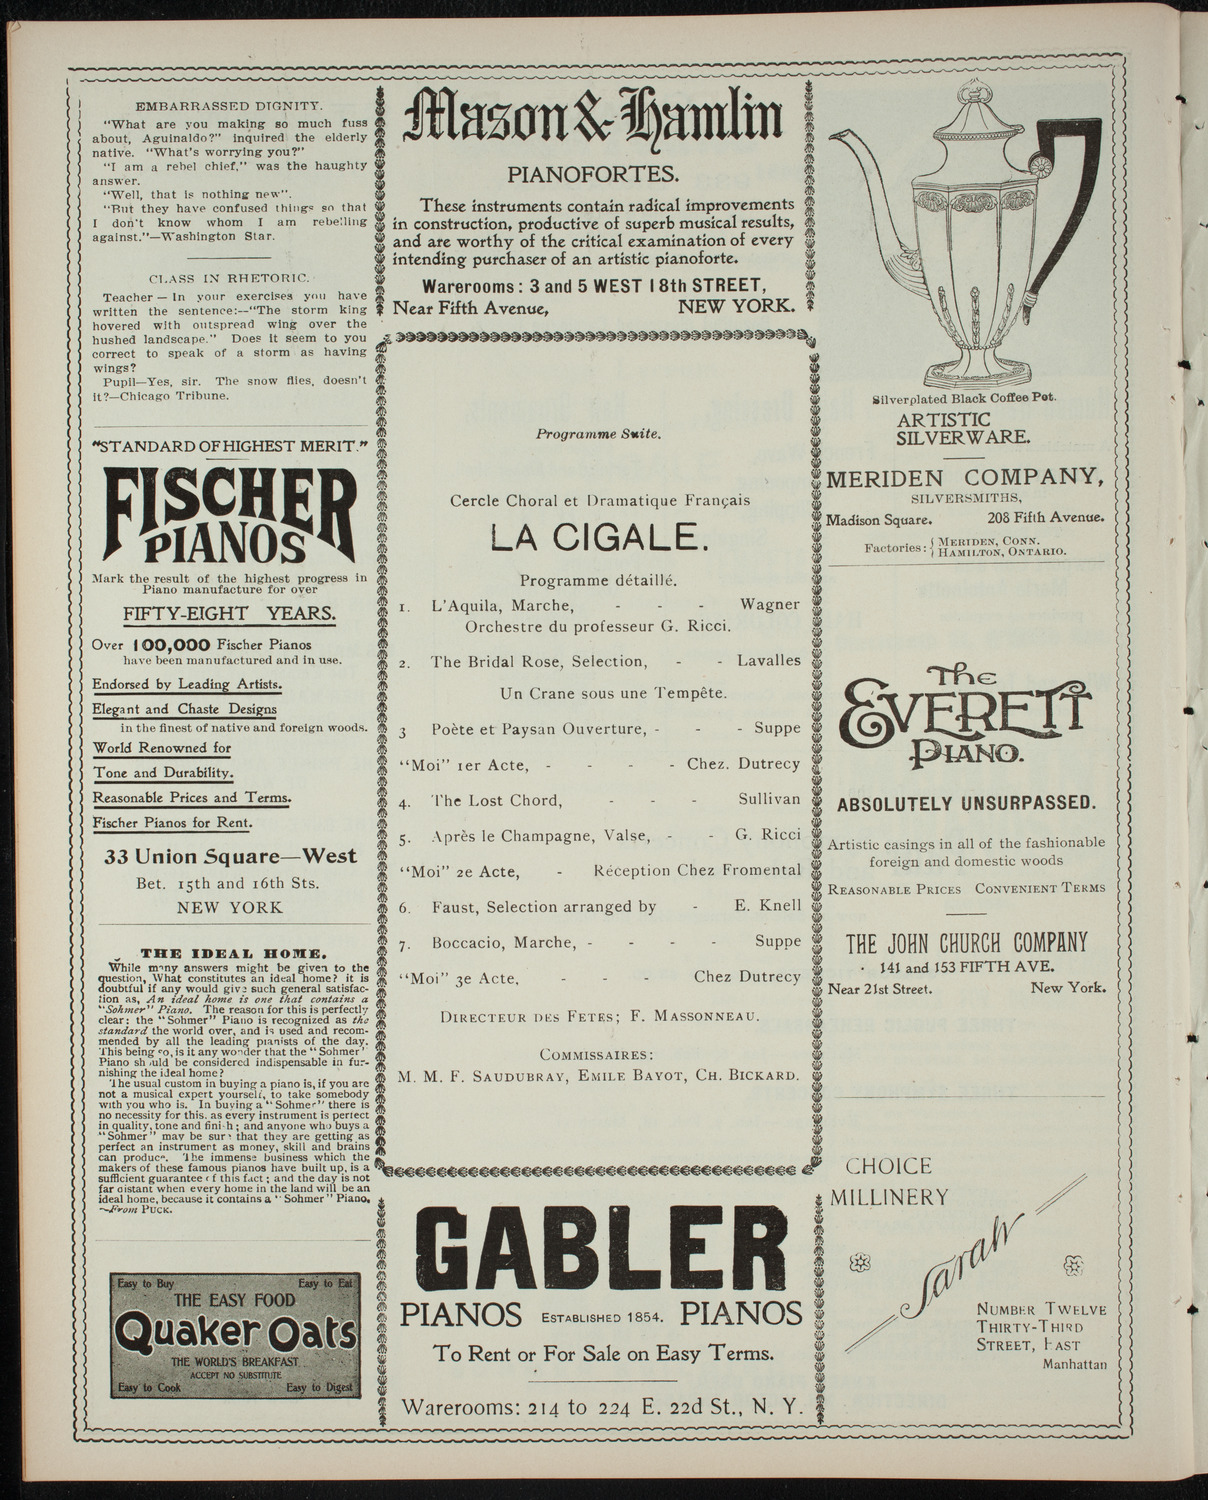 EMBARRASSED DIGNITY.
"What are you making so much fuss
about, Aguinaldo?" inquired the elderly
native. "What's worrying you?"
"I am a rebel chief," was the haughty
answer.
"Well, that is nothing new".
"But they have confused things so that
I don't know whom I am rebelling
against."—Washington Star.
CLASS IN RHETORIC.
Teacher — In your exercises you have
written the sentence:—"The storm king
hovered with outspread wing over the
hushed landscape." Does it seem to you
correct to speak of a storm as having
wings?
Pupil—Yes, sir. The snow flies, doesn't
it?—Chicago Tribune.
"STANDARD OF HIGHEST MERIT."
FISCHER
PIANOS
Mark the result of the highest progress in
Piano manufacture for over
FIFTY-EIGHT YEARS.
Over 100,000 Fischer Pianos
have been manufactured and in use.
Endorsed by Leading Artists.
Elegant and Chaste Designs
in the finest of native and foreign woods.
World Renowned for
Tone and Durability.
Reasonable Prices and Terms.
Fischer Pianos for Rent.
33 Union Square—West
Bet. 15th and 16th Sts.
NEW YORK
THE IDEAL HOME.
While many answers might be given to the
question, What constitutes an ideal home? it is
doubtful if any would give such general satisfac-
tion as, An ideal home is one that contains a
"Sohmer" Piano. The reason for this is perfectly
clear: the "Sohmer" Piano is recognized as the
standard the world over, and is used and recom-
mended by all the leading pianists of the day.
This being so, is it any wonder that the "Sohmer"
Piano should be considered indispensable in fur-
nishing the ideal home?
The usual custom in buying a piano is, if you are
not a musical expert yourself, to take somebody
with you who is. In buying a "Sohmer" there is
no necessity for this, as every instrument is perfect
in quality, tone and finish; and anyone who buys a
"Sohmer" may be sure that they are getting as
perfect an instrument as money, skill and brains
can produce. The immense business which the
makers of these famous pianos have built up, is a
sufficient guarantee of this fact; and the day is not
far distant when every home in the land will be an
ideal home, because it contains a "Sohmer" Piano.
—From PUCK.
Easy to Buy Easy to Eat
THE EASY FOOD
Quaker Oats
THE WORLD'S BREAKFAST
ACCEPT NO SUBSTITUTE
Easy to Cook Easy to Digest
Mason & Hamlin
PIANOFORTES.
These instruments contain radical improvements
in construction, productive of superb musical results,
and are worthy of the critical examination of every
intending purchaser of an artistic pianoforte.
Warerooms: 3 and 5 WEST 18th STREET,
Near Fifth Avenue, NEW YORK.
Programme Suite.
Cercle Choral et Dramatique Français
LA CIGALE.
Programme détaillé.
1. L'Aquila, Marche, - - - Wagner
Orchestre du professeur G. Ricci.
2. The Bridal Rose, Selection, - - Lavalles
Un Crane sous une Tempête.
3 Poète et Paysan Ouverture, - - - Suppe
"Moi" 1er Acte, - - - - Chez. Dutrecy
4. The Lost Chord, - - - Sullivan
5. Après le Champagne, Valse, - - G. Ricci
"Moi" 2e Acte, - Réception Chez Fromental
6. Faust, Selection arranged by - E. Knell
7. Boccacio, Marche, - - - - Suppe
"Moi" 3e Acte, - - - Chez Dutrecy
DIRECTEUR DES FETES; F. MASSONNEAU.
COMMISSAIRES:
M. M. F. SAUDUBRAY, EMILE BAYOT, CH. BICKARD.
GABLER
PIANOS ESTABLISHED 1854. PIANOS
To Rent or For Sale on Easy Terms.
Warerooms: 214 to 224 E. 22d St., N. Y.
Silverplated Black Coffee Pot.
ARTISTIC
SILVERWARE.
MERIDEN COMPANY,
SILVERSMITHS,
Madison Square. 208 Fifth Avenue.
Factories: { MERIDEN, CONN.
HAMILTON, ONTARIO.
The
EVERETT
PIANO.
ABSOLUTELY UNSURPASSED.
Artistic casings in all of the fashionable
foreign and domestic woods
REASONABLE PRICES CONVENIENT TERMS
THE JOHN CHURCH COMPANY
141 and 153 FIFTH AVE.
Near 21st Street. New York.
CHOICE
MILLINERY
Sarah
NUMBER TWELVE
THIRTY-THIRD
STREET, EAST
Manhattan